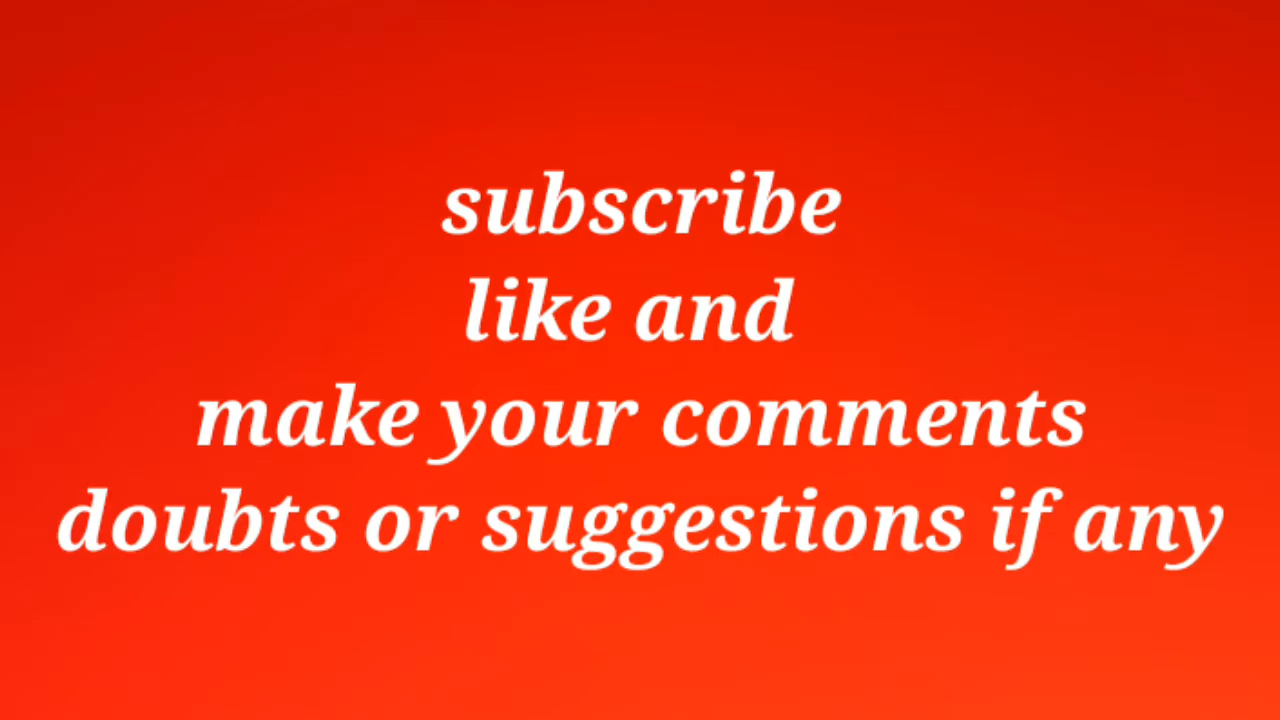 subscribe
like and
make your comments
doubts or suggestions if any